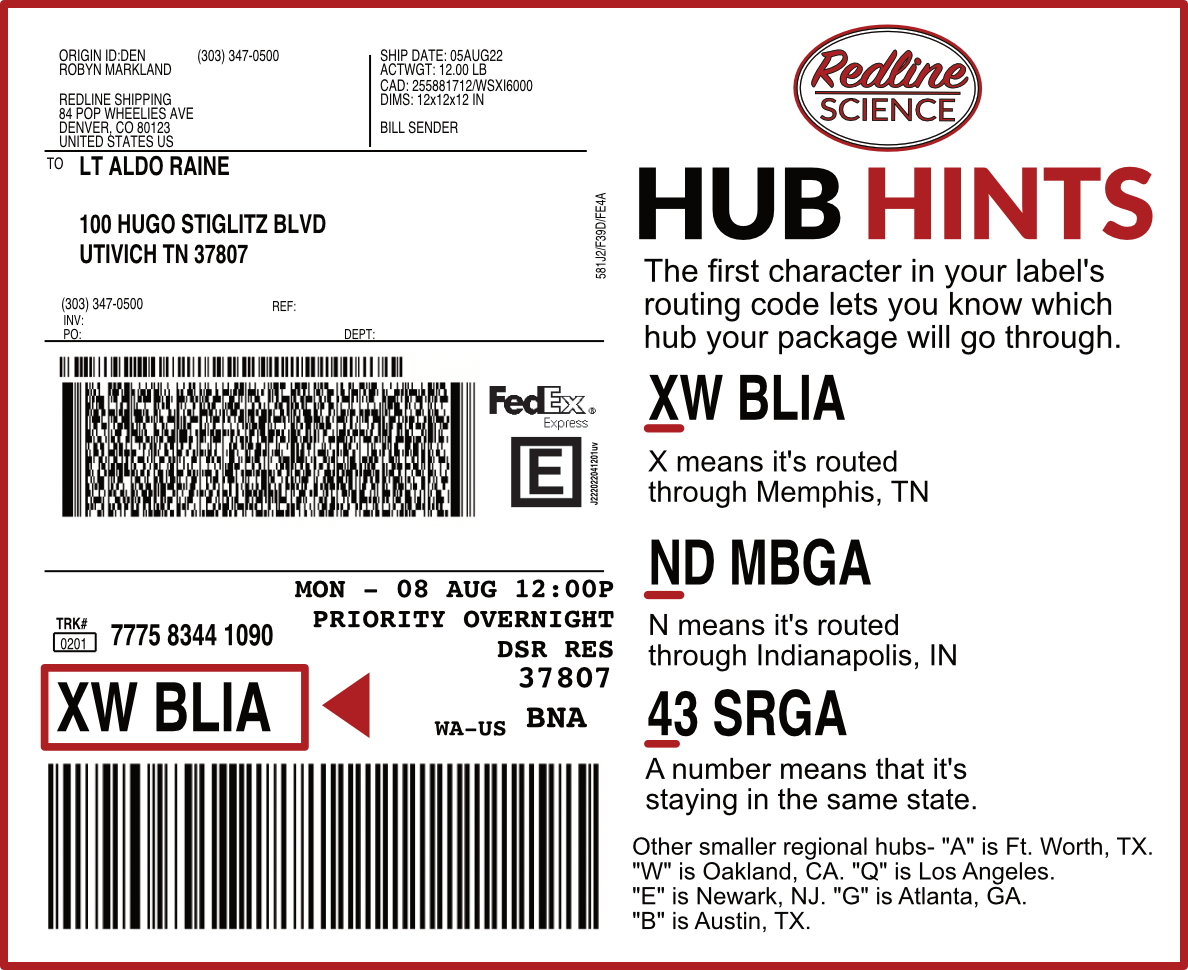 ORIGIN ID:DEN (303) 347-0500
ROBYN MARKLAND
REDLINE SHIPPING
84 POP WHEELIES AVE
DENVER, CO 80123
UNITED STATES US
SHIP DATE: 05AUG22
ACTWGT: 12.00 LB
CAD: 255881712/WSXI6000
DIMS: 12x12x12 IN
BILL SENDER
TO LT ALDO RAINE
100 HUGO STIGLITZ BLVD
UTIVICH TN 37807
(303) 347-0500 REF:
INV:
PO: DEPT:
581J2/F39D/FE4A
FedEx®
Express
E
J222022041201uv
MON - 08 AUG 12:00P
PRIORITY OVERNIGHT
TRK#
0201 7775 8344 1090
DSR RES
37807
XW BLIA
WA-US BNA
Redline
SCIENCE
HUB HINTS
The first character in your label's
routing code lets you know which
hub your package will go through.
XW BLIA
X means it's routed
through Memphis, TN
ND MBGA
N means it's routed
through Indianapolis, IN
43 SRGA
A number means that it's
staying in the same state.
Other smaller regional hubs- "A" is Ft. Worth, TX.
"W" is Oakland, CA. "Q" is Los Angeles.
"E" is Newark, NJ. "G" is Atlanta, GA.
"B" is Austin, TX.